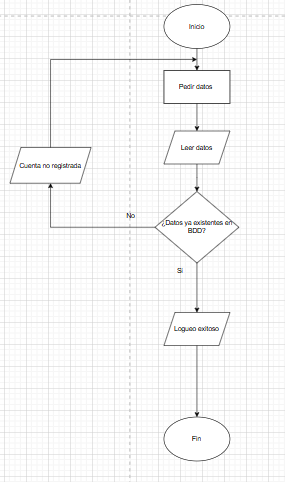 Inicio
Pedir datos
Leer datos
Cuenta no registrada
¿Datos ya existentes en
BDD?
No
Si
Logueo exitoso
Fin